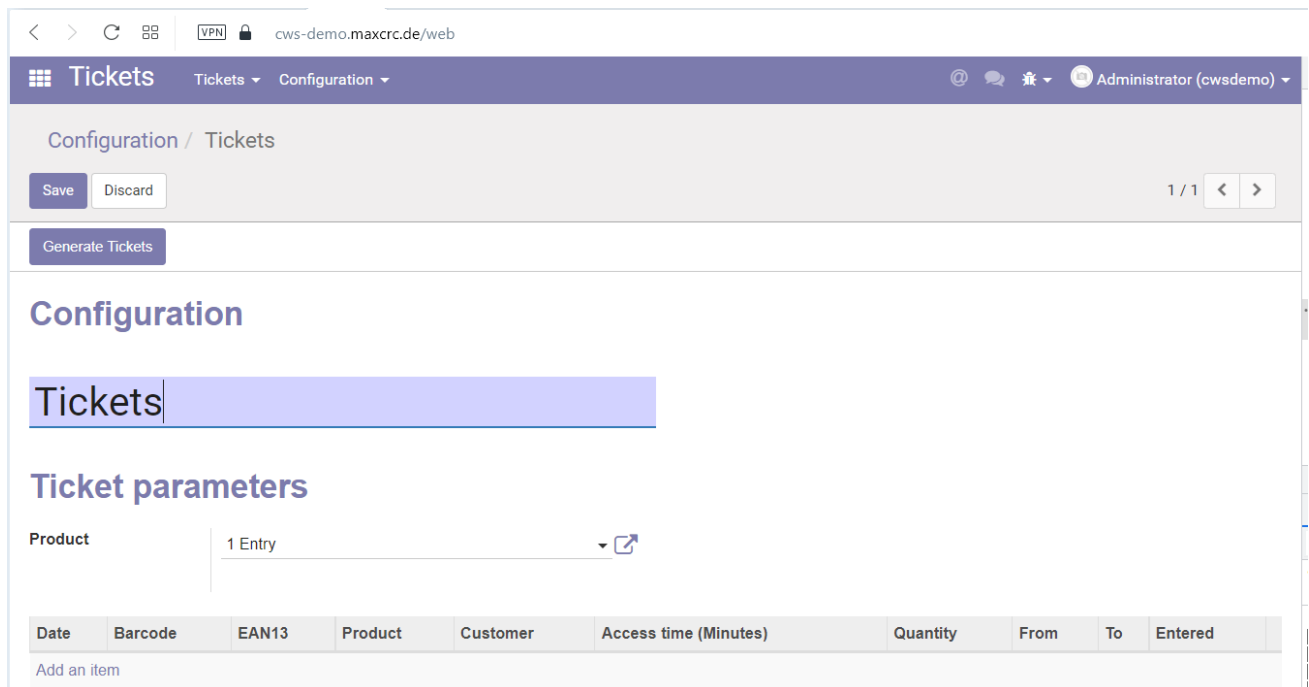 VPN cws-demo.maxcrc.de/web
Tickets Tickets Configuration @ Administrator (cwsdemo)
Configuration / Tickets
Save Discard 1 / 1
Generate Tickets
Configuration
Tickets
Ticket parameters
Product 1 Entry
Date Barcode EAN13 Product Customer Access time (Minutes) Quantity From To Entered
Add an item